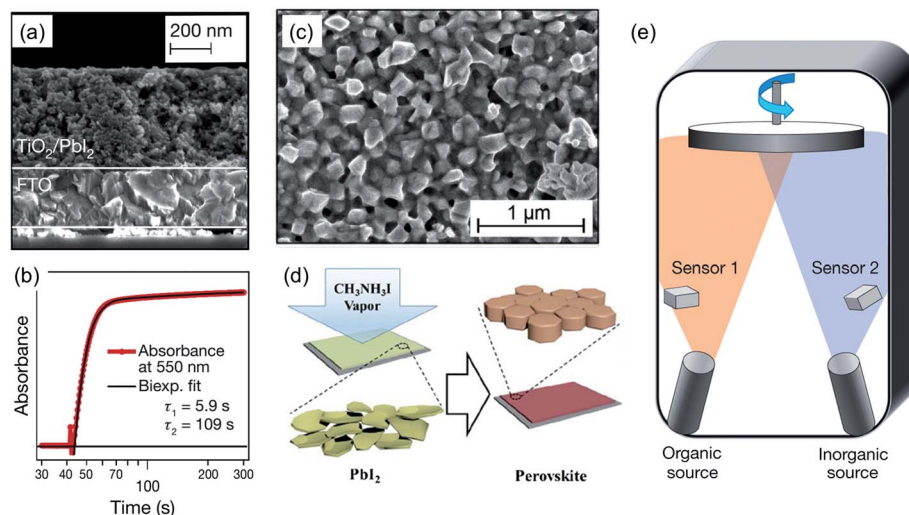 (a)
200 nm
TiO₂/PbI₂
FTO
(b)
Absorbance
Absorbance
at 550 nm
Biexp. fit
τ₁ = 5.9 s
τ₂ = 109 s
30 40 50 60 70 100 200 300
Time (s)
(c)
1 μm
(d)
CH₃NH₃I
Vapor
PbI₂
Perovskite
(e)
Sensor 1
Sensor 2
Organic
source
Inorganic
source